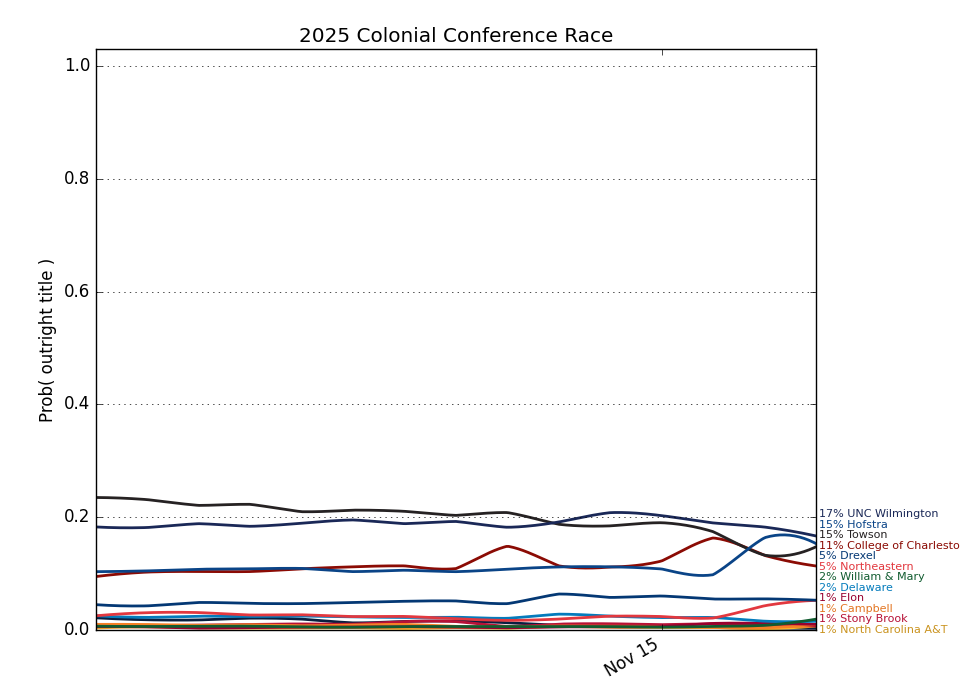 2025 Colonial Conference Race
1.0
0.8
0.6
0.4
0.2
0.0
Prob( outright title )
Nov 15
17% UNC Wilmington
15% Hofstra
15% Towson
11% College of Charlesto
5% Drexel
5% Northeastern
2% William & Mary
2% Delaware
1% Elon
1% Campbell
1% Stony Brook
1% North Carolina A&T